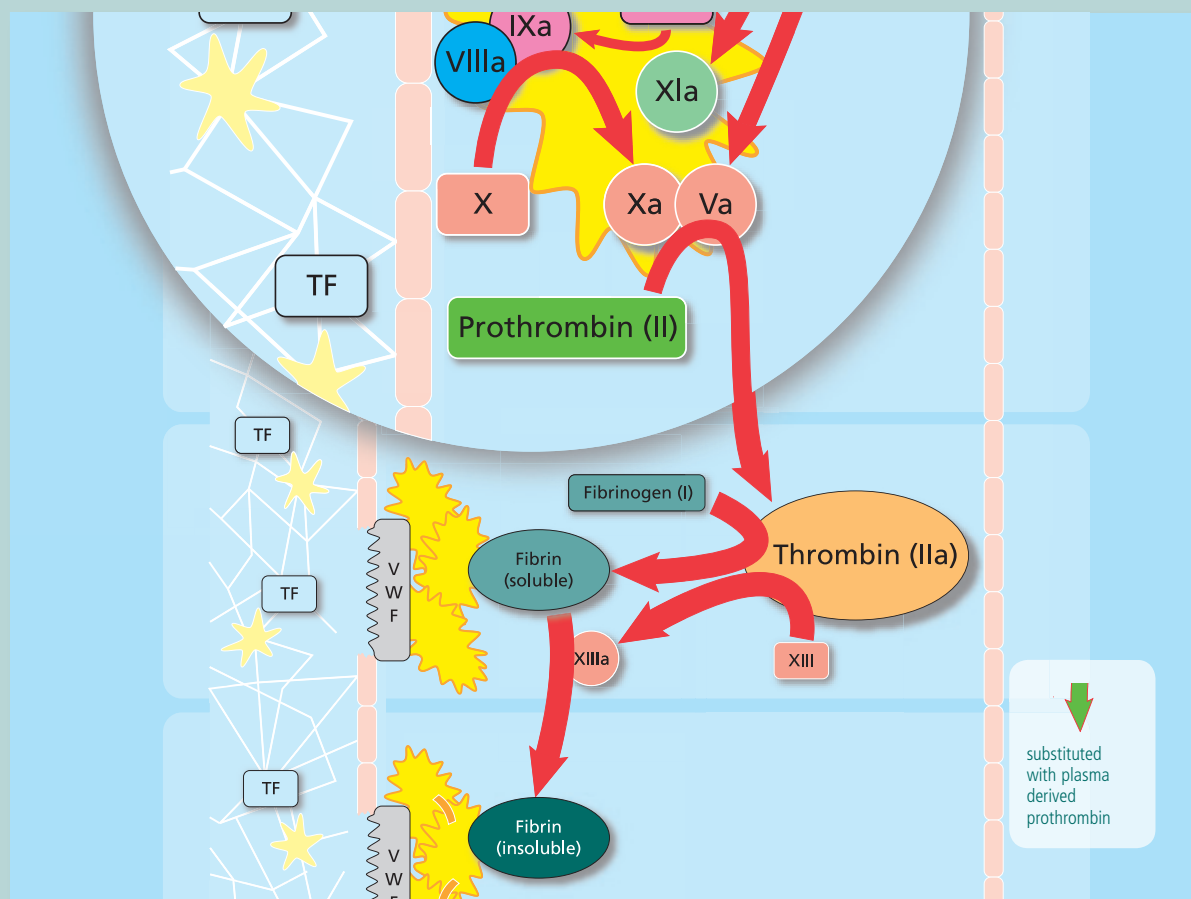 IXa
VIIIa
XIa
X
Xa
Va
TF
Prothrombin (II)
TF
Fibrinogen (I)
Thrombin (IIa)
Fibrin
(soluble)
V
W
F
TF
XIIIa
XIII
substituted
with plasma
derived
prothrombin
TF
Fibrin
(insoluble)
V
W
F